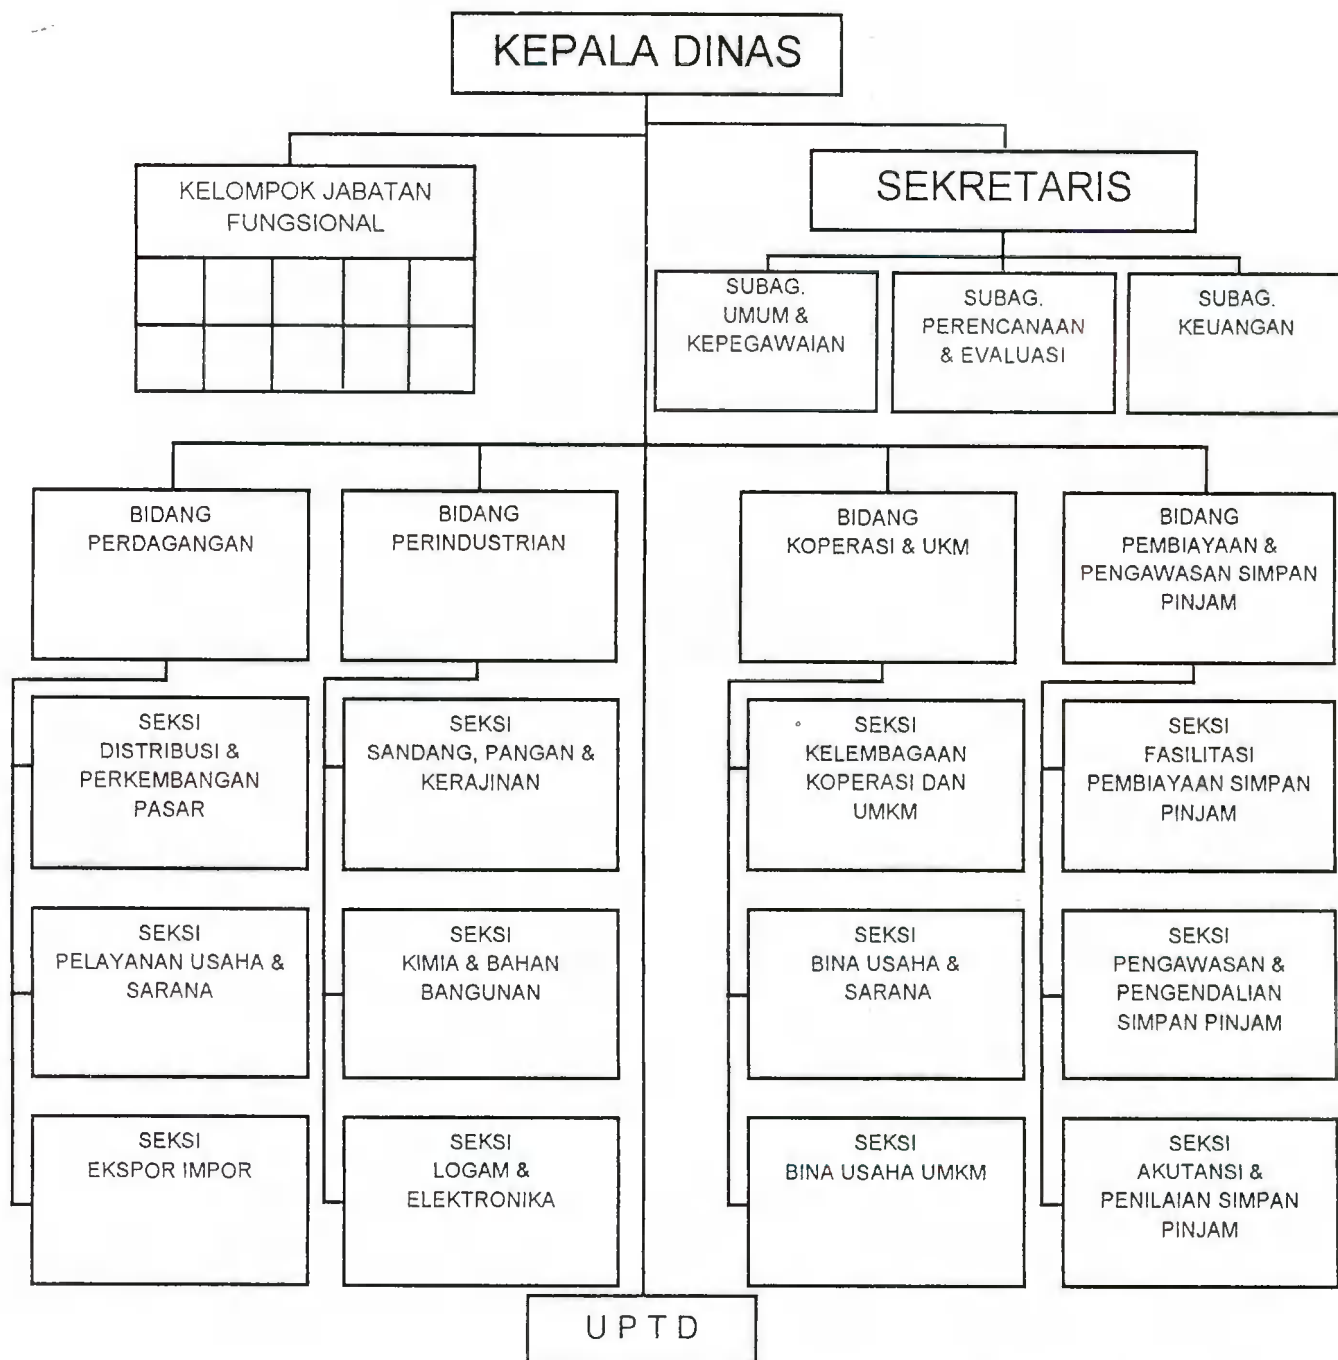 KEPALA DINAS
KELOMPOK JABATAN
FUNGSIONAL
SEKRETARIS
SUBAG.
UMUM &
KEPEGAWAIAN
SUBAG.
PERENCANAAN
& EVALUASI
SUBAG.
KEUANGAN
BIDANG
PERDAGANGAN
BIDANG
PERINDUSTRIAN
BIDANG
KOPERASI & UKM
BIDANG
PEMBIAYAAN &
PENGAWASAN SIMPAN
PINJAM
SEKSI
DISTRIBUSI &
PERKEMBANGAN
PASAR
SEKSI
SANDANG, PANGAN &
KERAJINAN
SEKSI
KELEMBAGAAN
KOPERASI DAN
UMKM
SEKSI
FASILITASI
PEMBIAYAAN SIMPAN
PINJAM
SEKSI
PELAYANAN USAHA &
SARANA
SEKSI
KIMIA & BAHAN
BANGUNAN
SEKSI
BINA USAHA &
SARANA
SEKSI
PENGAWASAN &
PENGENDALIAN
SIMPAN PINJAM
SEKSI
EKSPOR IMPOR
SEKSI
LOGAM &
ELEKTRONIKA
SEKSI
BINA USAHA UMKM
SEKSI
AKUTANSI &
PENILAIAN SIMPAN
PINJAM
U P T D